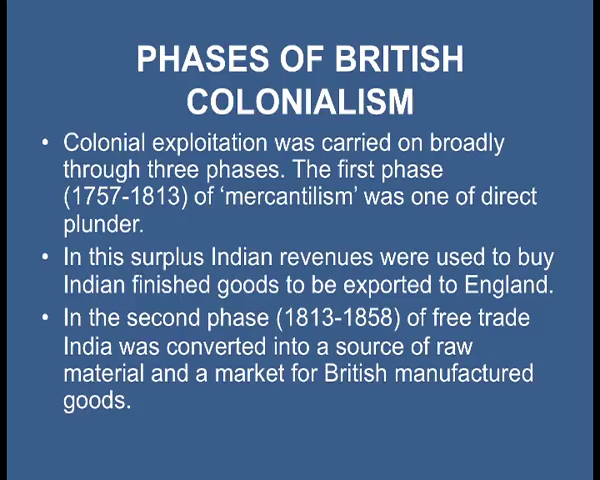 PHASES OF BRITISH
COLONIALISM
• Colonial exploitation was carried on broadly
through three phases. The first phase
(1757-1813) of ‘mercantilism’ was one of direct
plunder.
• In this surplus Indian revenues were used to buy
Indian finished goods to be exported to England.
• In the second phase (1813-1858) of free trade
India was converted into a source of raw
material and a market for British manufactured
goods.